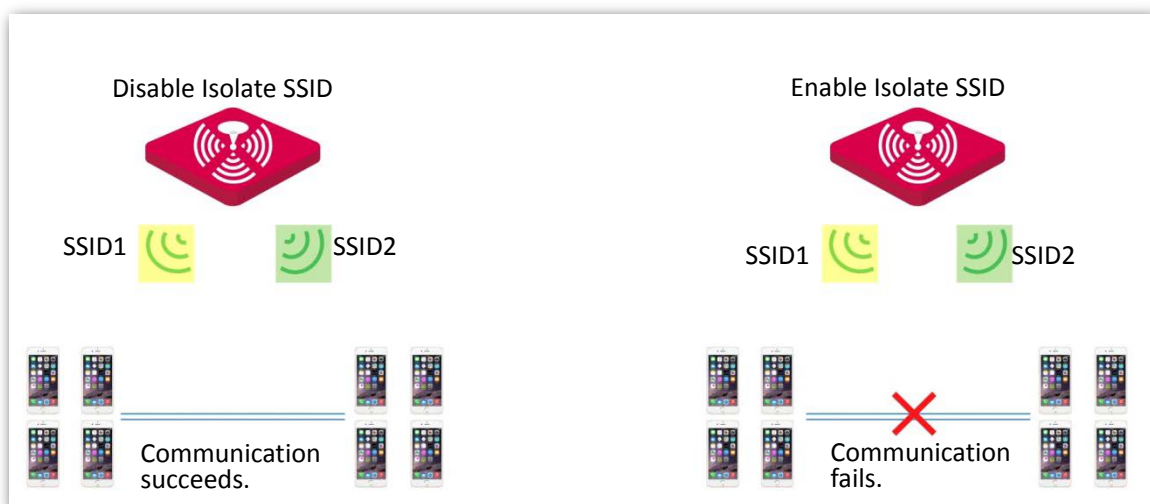 Disable Isolate SSID
SSID1
SSID2
Communication
succeeds.
Enable Isolate SSID
SSID1
SSID2
Communication
fails.